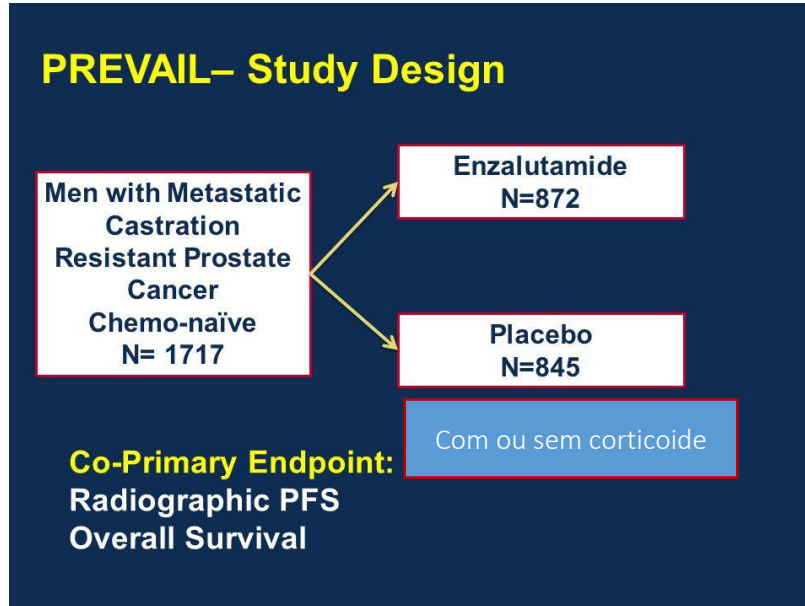 PREVAIL– Study Design
Men with Metastatic
Castration
Resistant Prostate
Cancer
Chemo-naïve
N= 1717
Enzalutamide
N=872
Placebo
N=845
Com ou sem corticoide
Co-Primary Endpoint:
Radiographic PFS
Overall Survival